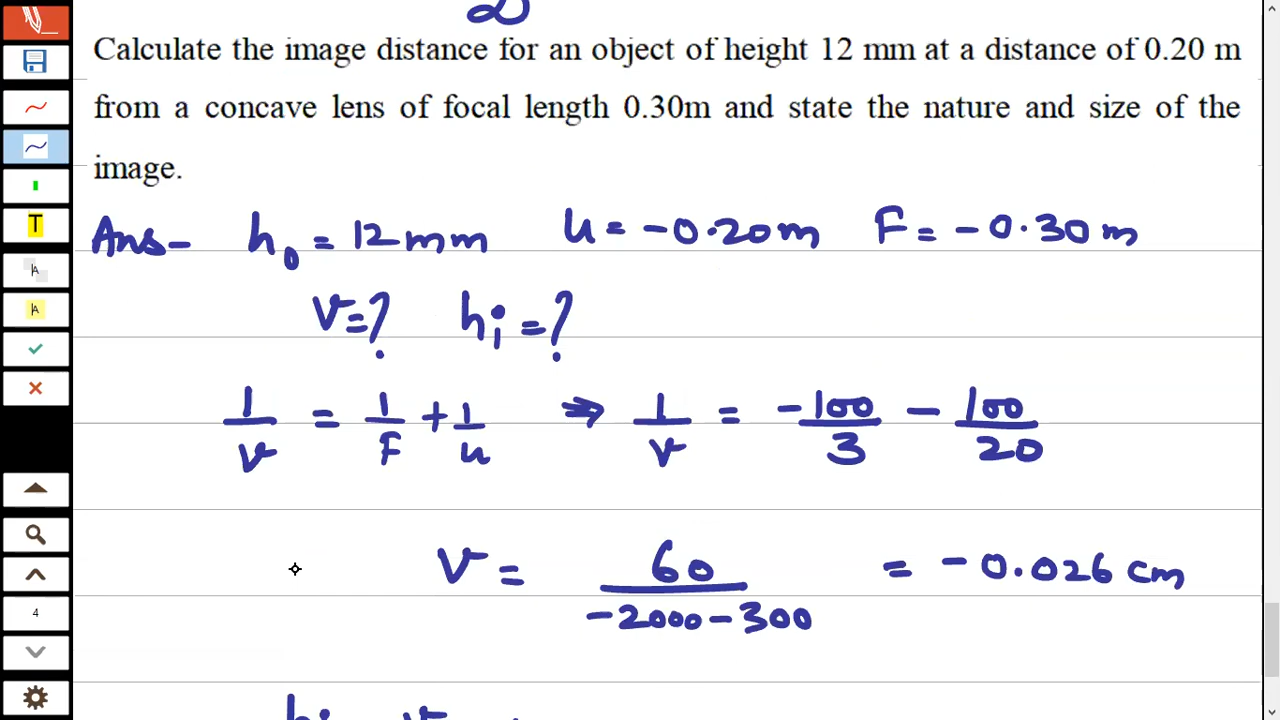 Calculate the image distance for an object of height 12 mm at a distance of 0.20 m
from a concave lens of focal length 0.30m and state the nature and size of the
image.
Ans- h₀ = 12mm u = -0.20m F = -0.30m
v=? hi=?
1/v = 1/F + 1/u ⇒ 1/v = -100/3 - 100/20
v = 60/-2000-300 = -0.026 cm
T
A
A
4